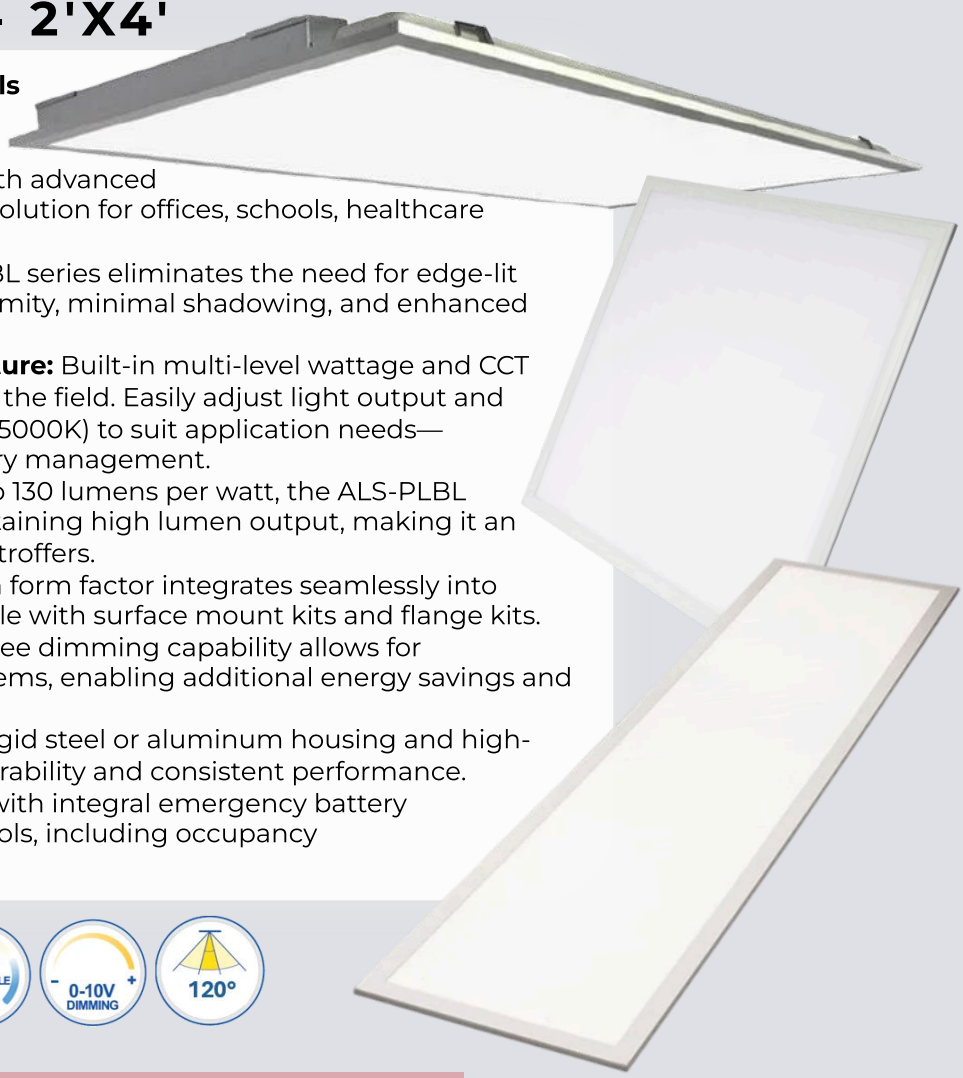 2'X4'
ls
th advanced
olution for offices, schools, healthcare
BL series eliminates the need for edge-lit
mity, minimal shadowing, and enhanced
ture: Built-in multi-level wattage and CCT
the field. Easily adjust light output and
5000K) to suit application needs—
ry management.
o 130 lumens per watt, the ALS-PLBL
taining high lumen output, making it an
troffers.
n form factor integrates seamlessly into
le with surface mount kits and flange kits.
ee dimming capability allows for
ems, enabling additional energy savings and
gid steel or aluminum housing and high-
rability and consistent performance.
with integral emergency battery
ols, including occupancy
LE
- +
0-10V
DIMMING
120°